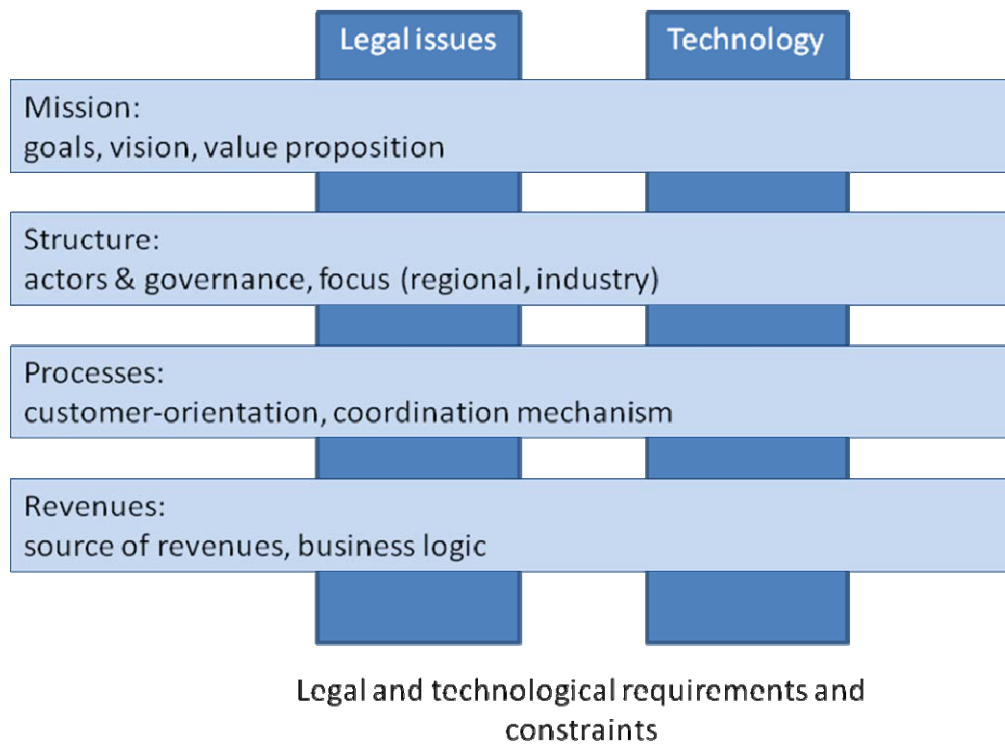 Legal issues
Technology
Mission:
goals, vision, value proposition
Structure:
actors & governance, focus (regional, industry)
Processes:
customer-orientation, coordination mechanism
Revenues:
source of revenues, business logic
Legal and technological requirements and
constraints